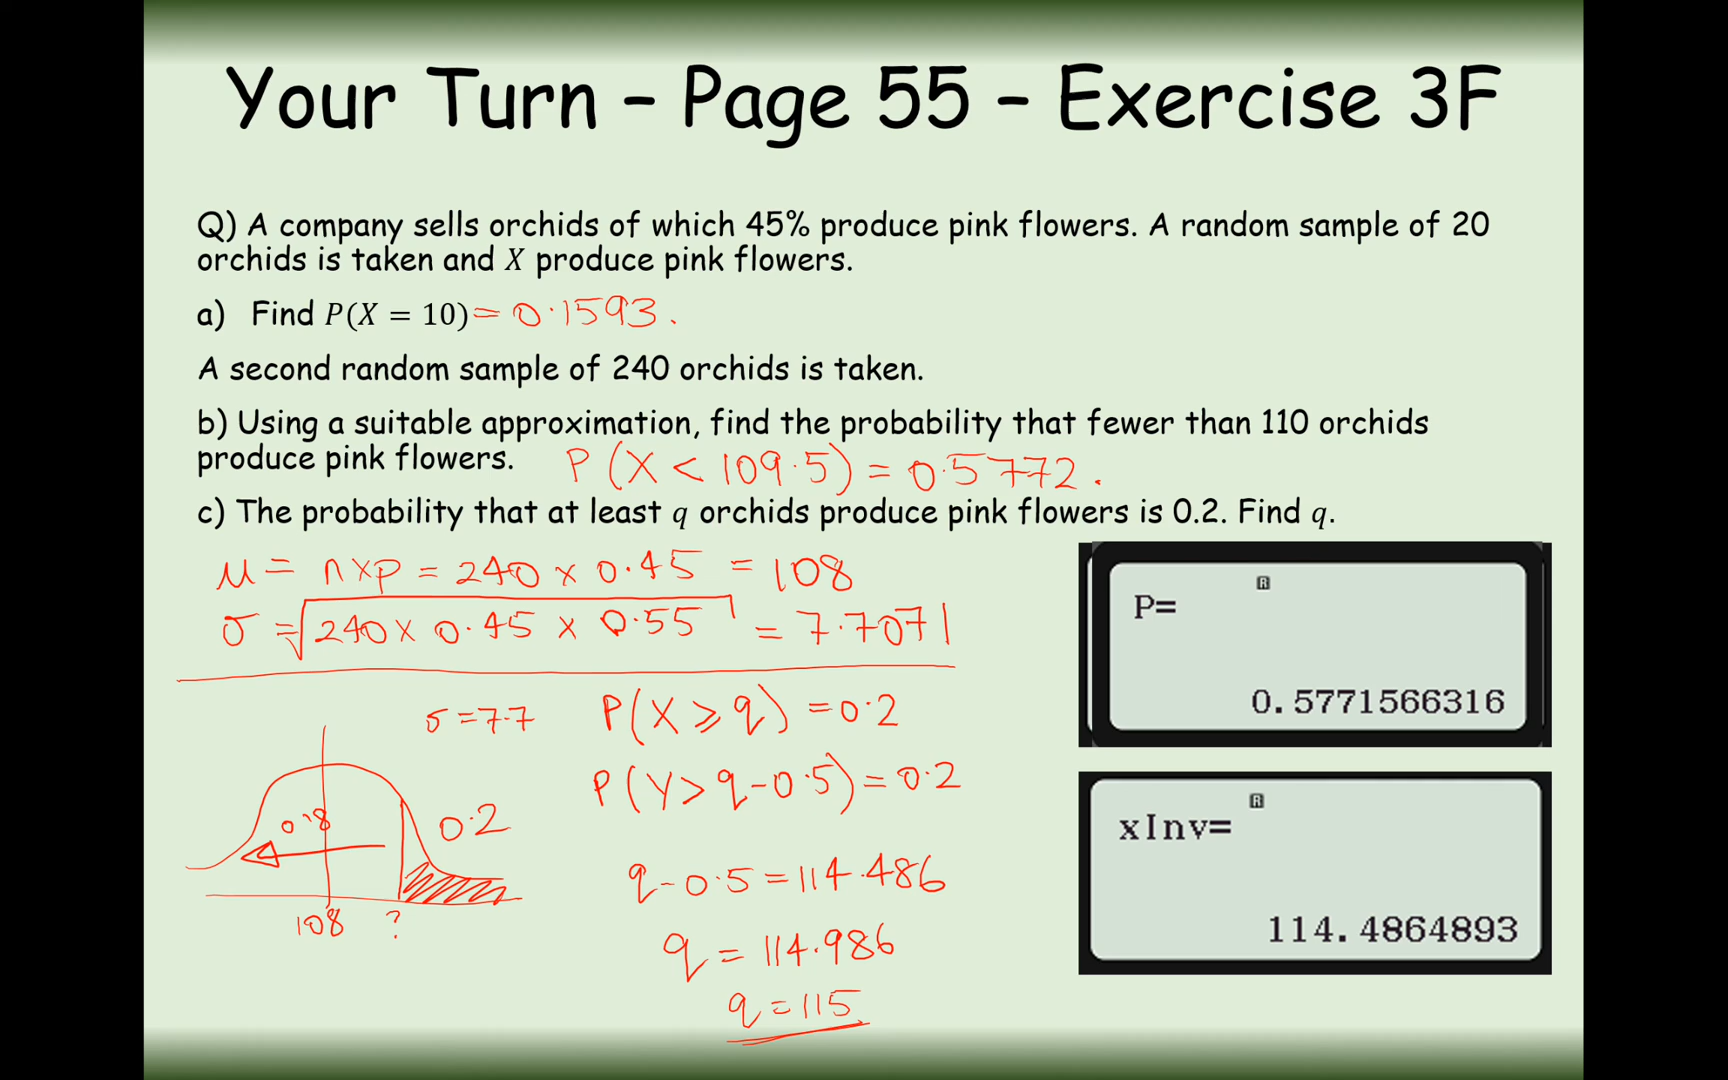 Your Turn – Page 55 – Exercise 3F
Q) A company sells orchids of which 45% produce pink flowers. A random sample of 20
orchids is taken and X produce pink flowers.
a) Find P(X = 10) = 0.1593.
A second random sample of 240 orchids is taken.
b) Using a suitable approximation, find the probability that fewer than 110 orchids
produce pink flowers. P(X < 109.5) = 0.5772.
c) The probability that at least q orchids produce pink flowers is 0.2. Find q.
μ = n×p = 240 × 0.45 = 108
σ = √240 × 0.45 × 0.55 = 7.7071
σ = 7.7
0.8
0.2
108 ?
P(X ⩾ q) = 0.2
P(Y > q - 0.5) = 0.2
q - 0.5 = 114.486
q = 114.986
q = 115
R
P=
0.5771566316
R
xInv=
114.4864893